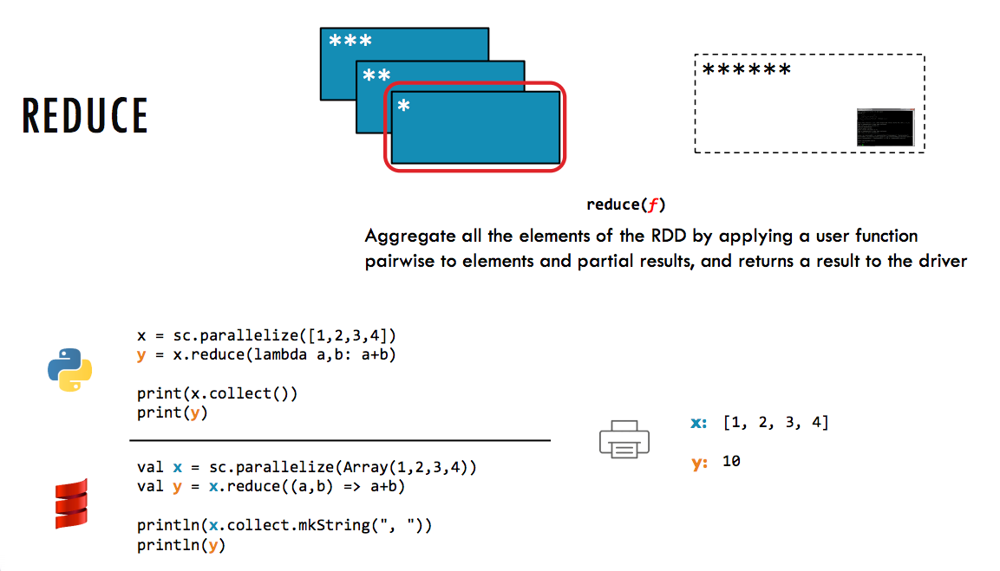 ***
**
*
******
REDUCE
reduce(f)
Aggregate all the elements of the RDD by applying a user function
pairwise to elements and partial results, and returns a result to the driver
x = sc.parallelize([1,2,3,4])
y = x.reduce(lambda a,b: a+b)
print(x.collect())
print(y)
val x = sc.parallelize(Array(1,2,3,4))
val y = x.reduce((a,b) => a+b)
println(x.collect.mkString(", "))
println(y)
x: [1, 2, 3, 4]
y: 10